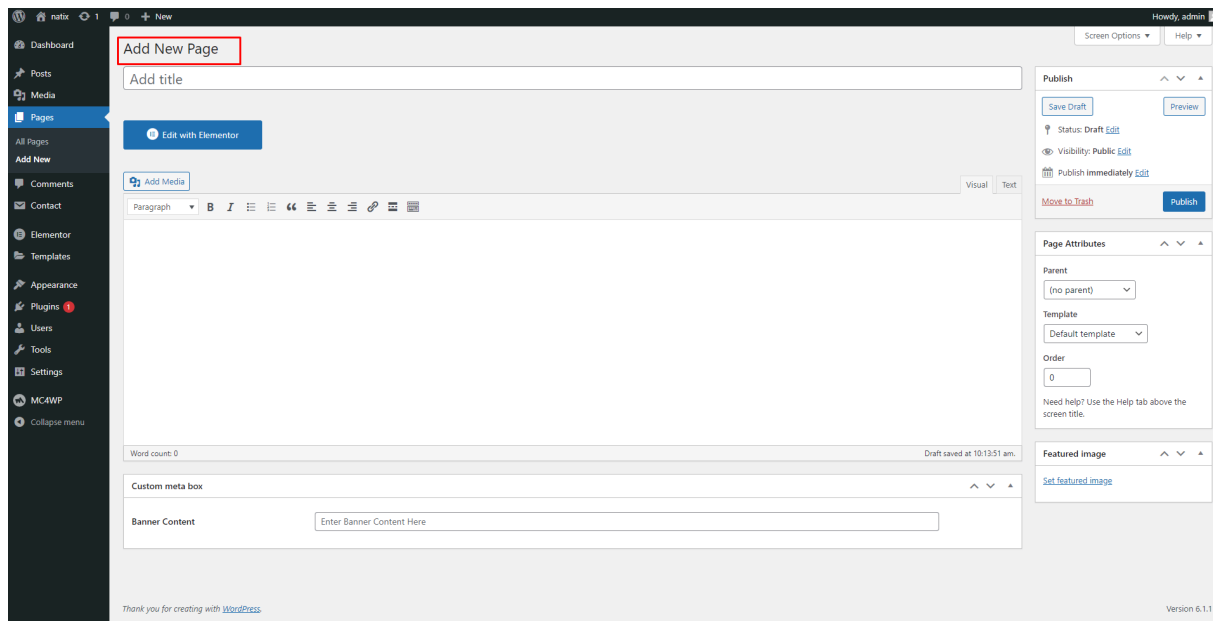 natix 1 0 + New Howdy, admin
Dashboard
Posts
Media
Pages
All Pages
Add New
Comments
Contact
Elementor
Templates
Appearance
Plugins 1
Users
Tools
Settings
MC4WP
Collapse menu
Screen Options Help
Add New Page
Add title
Edit with Elementor
Add Media
Visual Text
Paragraph B I
Word count: 0 Draft saved at 10:13:51 am.
Custom meta box
Banner Content Enter Banner Content Here
Publish
Save Draft Preview
Status: Draft Edit
Visibility: Public Edit
Publish immediately Edit
Move to Trash Publish
Page Attributes
Parent
(no parent)
Template
Default template
Order
0
Need help? Use the Help tab above the
screen title.
Featured image
Set featured image
Thank you for creating with WordPress. Version 6.1.1